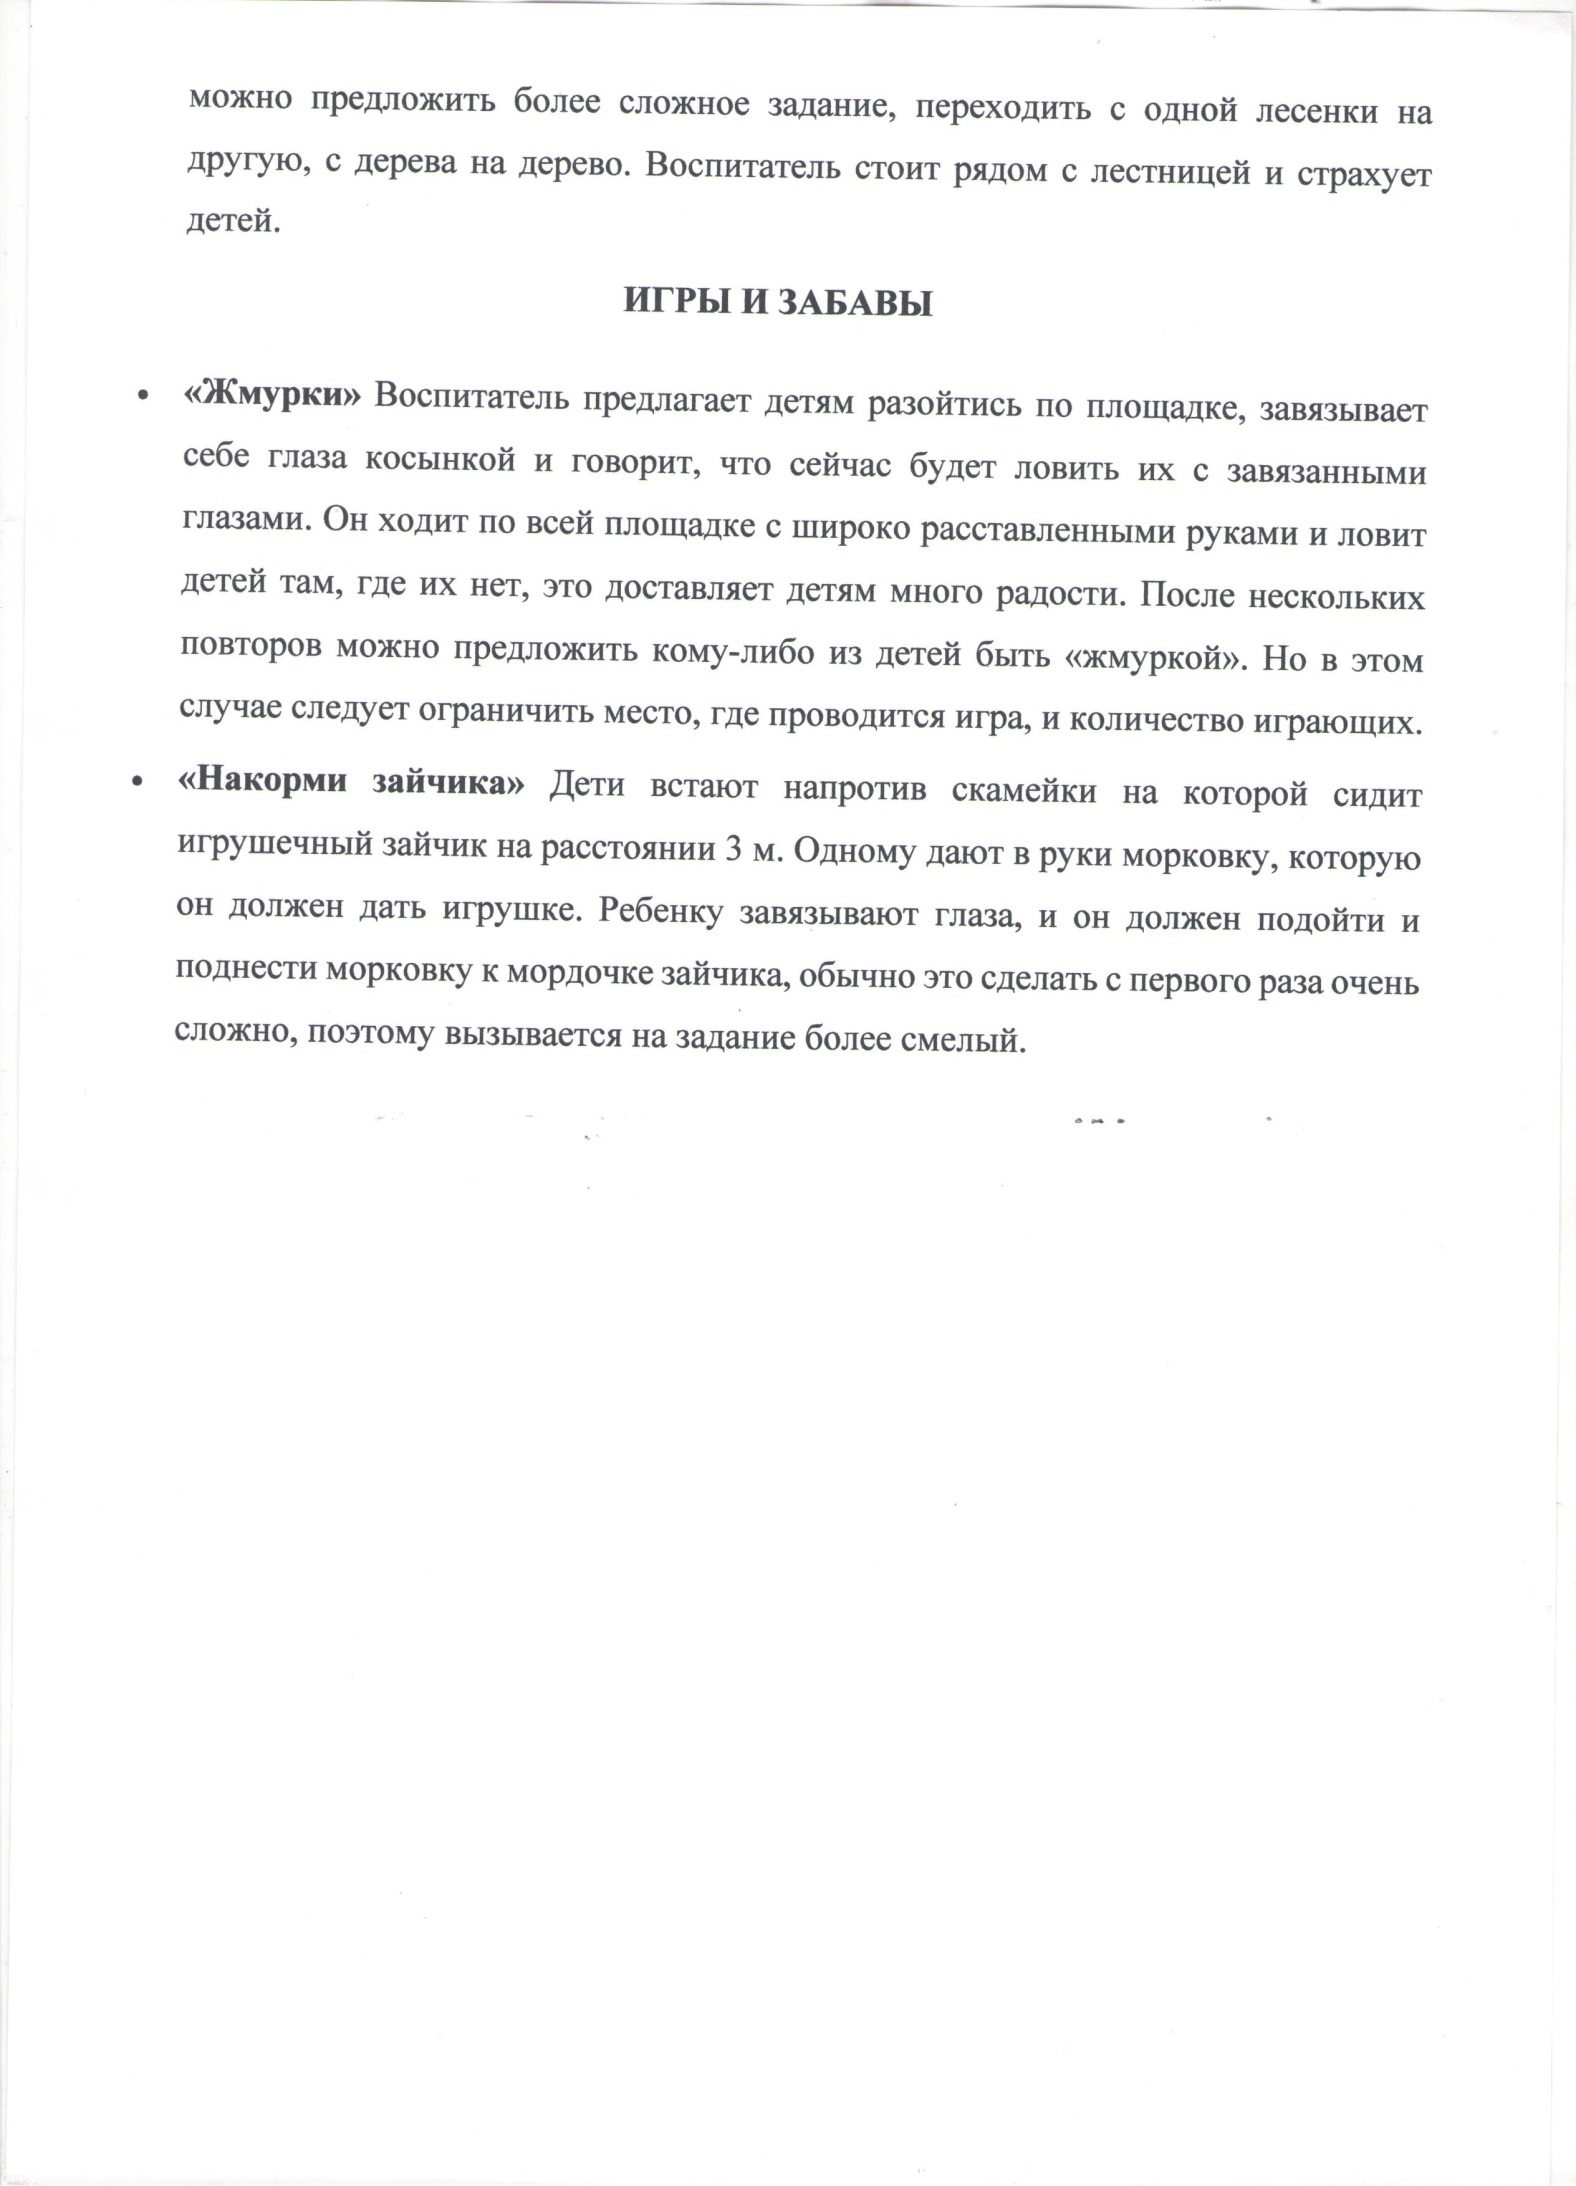 можно предложить более сложное задание, переходить с одной лесенки на
другую, с дерева на дерево. Воспитатель стоит рядом с лестницей и страхует
детей.
ИГРЫ И ЗАБАВЫ
• «Жмурки» Воспитатель предлагает детям разойтись по площадке, завязывает
себе глаза косынкой и говорит, что сейчас будет ловить их с завязанными
глазами. Он ходит по всей площадке с широко расставленными руками и ловит
детей там, где их нет, это доставляет детям много радости. После нескольких
повторов можно предложить кому-либо из детей быть «жмуркой». Но в этом
случае следует ограничить место, где проводится игра, и количество играющих.
• «Накорми зайчика» Дети встают напротив скамейки на которой сидит
игрушечный зайчик на расстоянии 3 м. Одному дают в руки морковку, которую
он должен дать игрушке. Ребенку завязывают глаза, и он должен подойти и
поднести морковку к мордочке зайчика, обычно это сделать с первого раза очень
сложно, поэтому вызывается на задание более смелый.